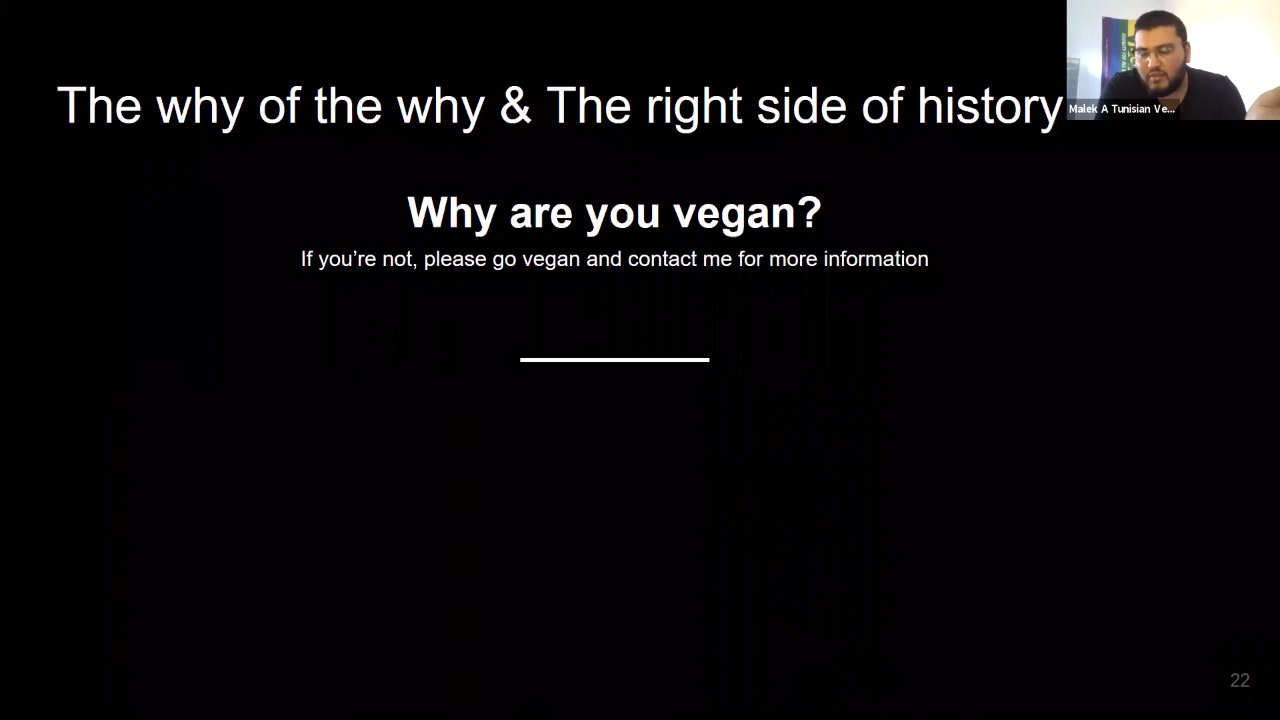 The why of the why & The right side of history
Malek A Tunisian Ve...
Why are you vegan?
If you’re not, please go vegan and contact me for more information
22